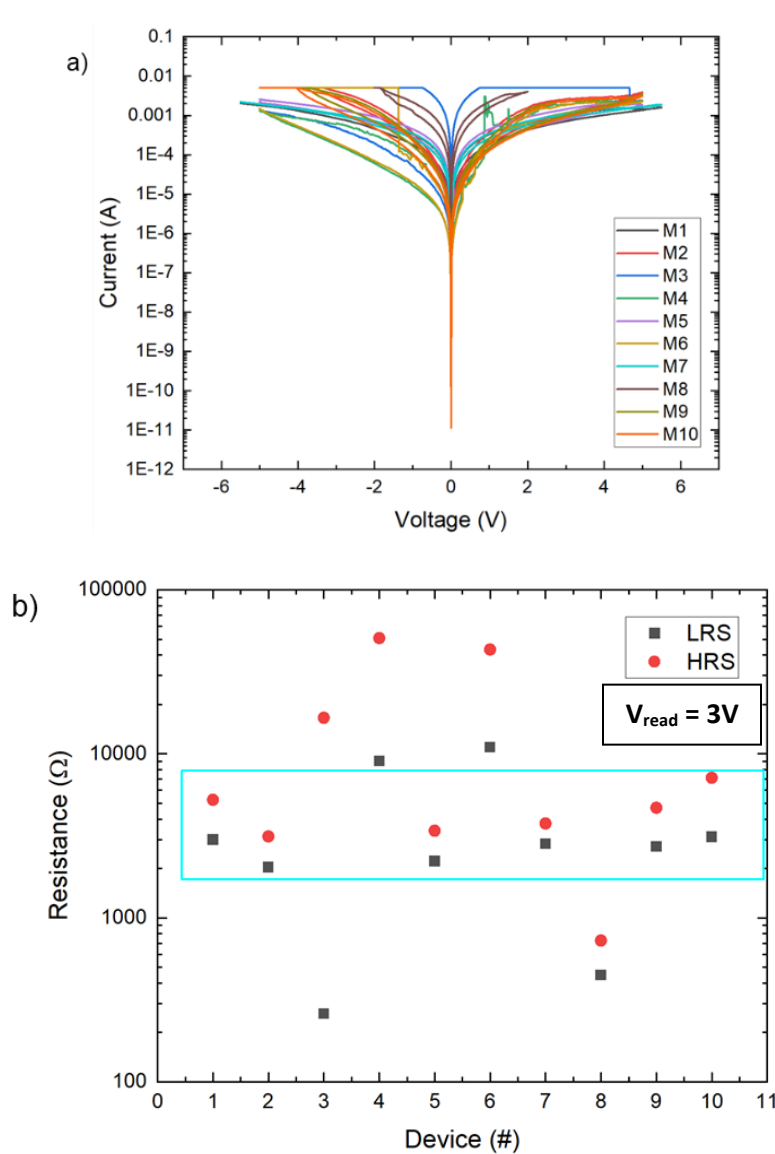 a)
0.1
0.01
0.001
1E-4
1E-5
1E-6
1E-7
1E-8
1E-9
1E-10
1E-11
1E-12
Current (A)
M1
M2
M3
M4
M5
M6
M7
M8
M9
M10
-6 -4 -2 0 2 4 6
Voltage (V)
b)
100000
10000
1000
100
Resistance (Ω)
LRS
HRS
Vread = 3V
0 1 2 3 4 5 6 7 8 9 10 11
Device (#)